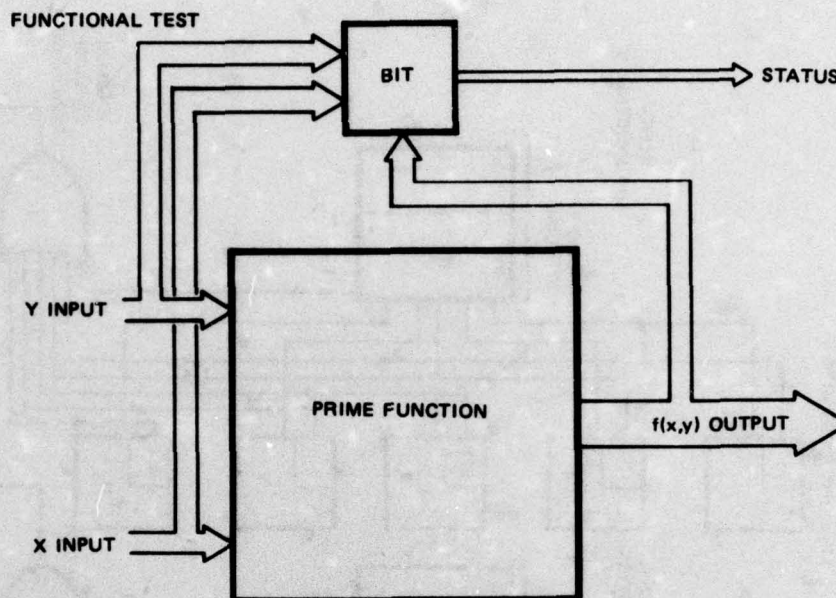 FUNCTIONAL TEST
BIT
STATUS
Y INPUT
PRIME FUNCTION
f(x,y) OUTPUT
X INPUT